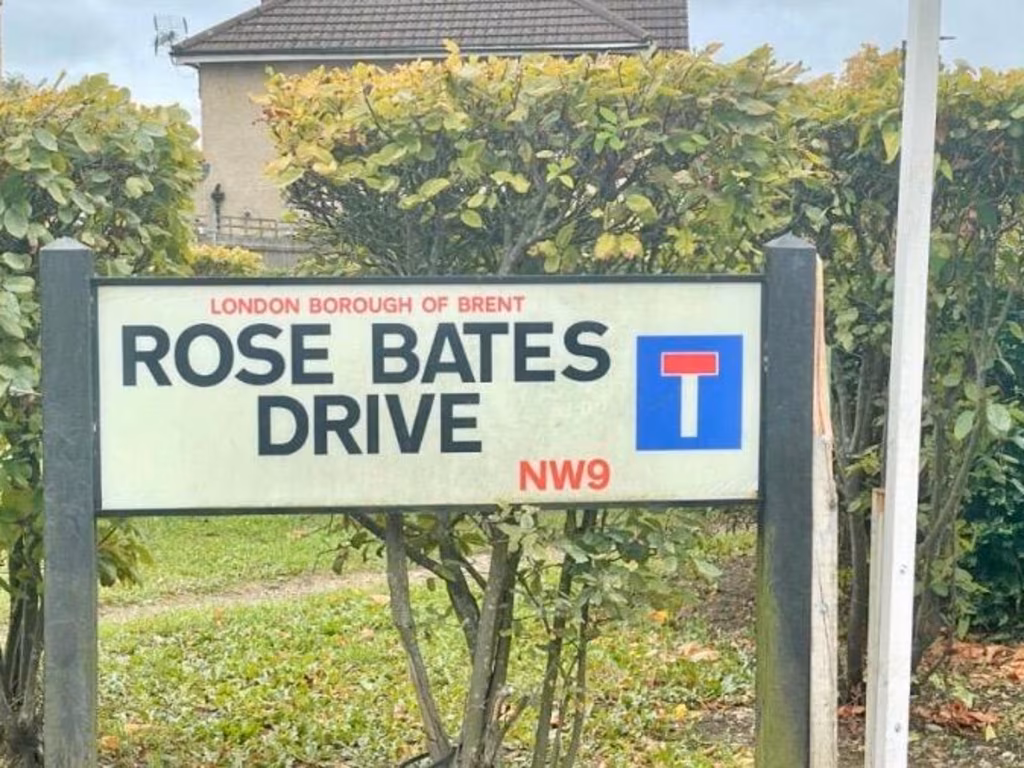 LONDON BOROUGH OF BRENT
ROSE BATES
DRIVE
NW9